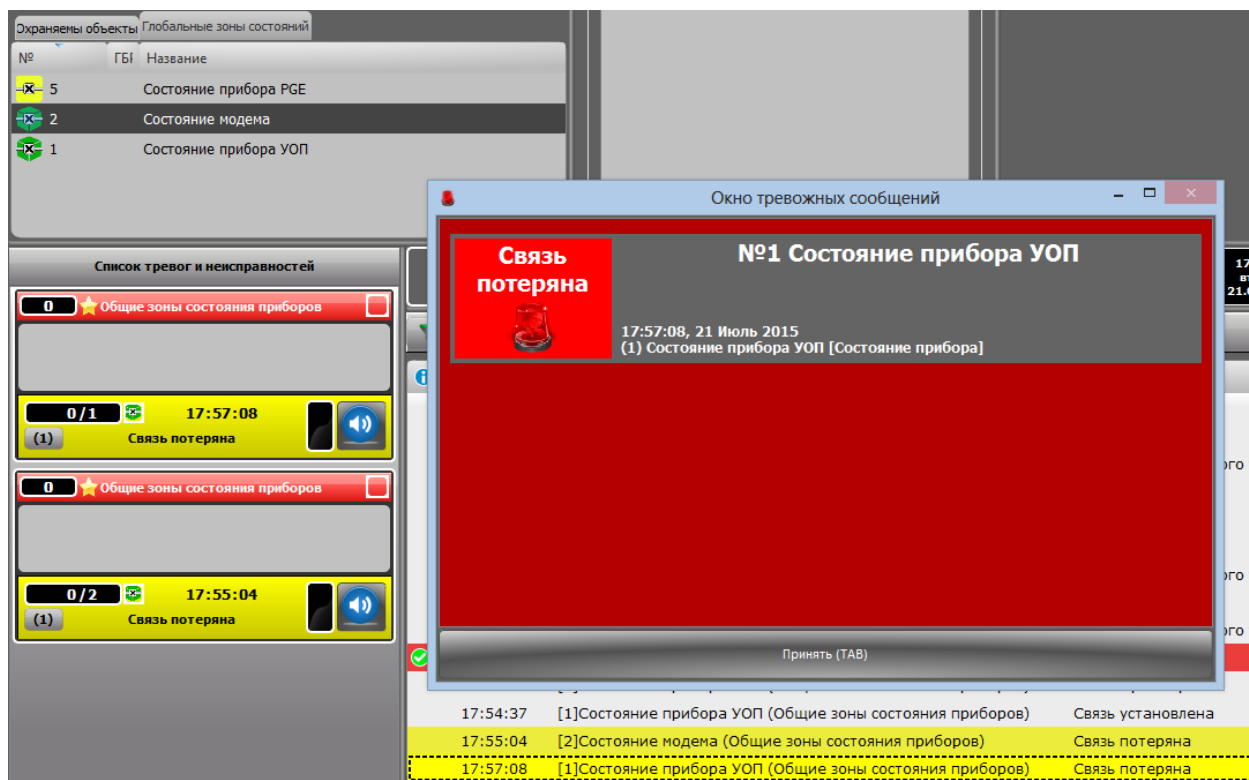 Охраняемы объекты Глобальные зоны состояний
№ ГБР Название
5 Состояние прибора PGE
2 Состояние модема
1 Состояние прибора УОП
Окно тревожных сообщений
Связь
потеряна
№1 Состояние прибора УОП
17:57:08, 21 Июль 2015
(1) Состояние прибора УОП [Состояние прибора]
Принять (TAB)
Список тревог и неисправностей
0 Общие зоны состояния приборов
0/1 17:57:08
(1) Связь потеряна
0 Общие зоны состояния приборов
0/2 17:55:04
(1) Связь потеряна
17:54:37 [1]Состояние прибора УОП (Общие зоны состояния приборов) Связь установлена
17:55:04 [2]Состояние модема (Общие зоны состояния приборов) Связь потеряна
17:57:08 [1]Состояние прибора УОП (Общие зоны состояния приборов) Связь потеряна